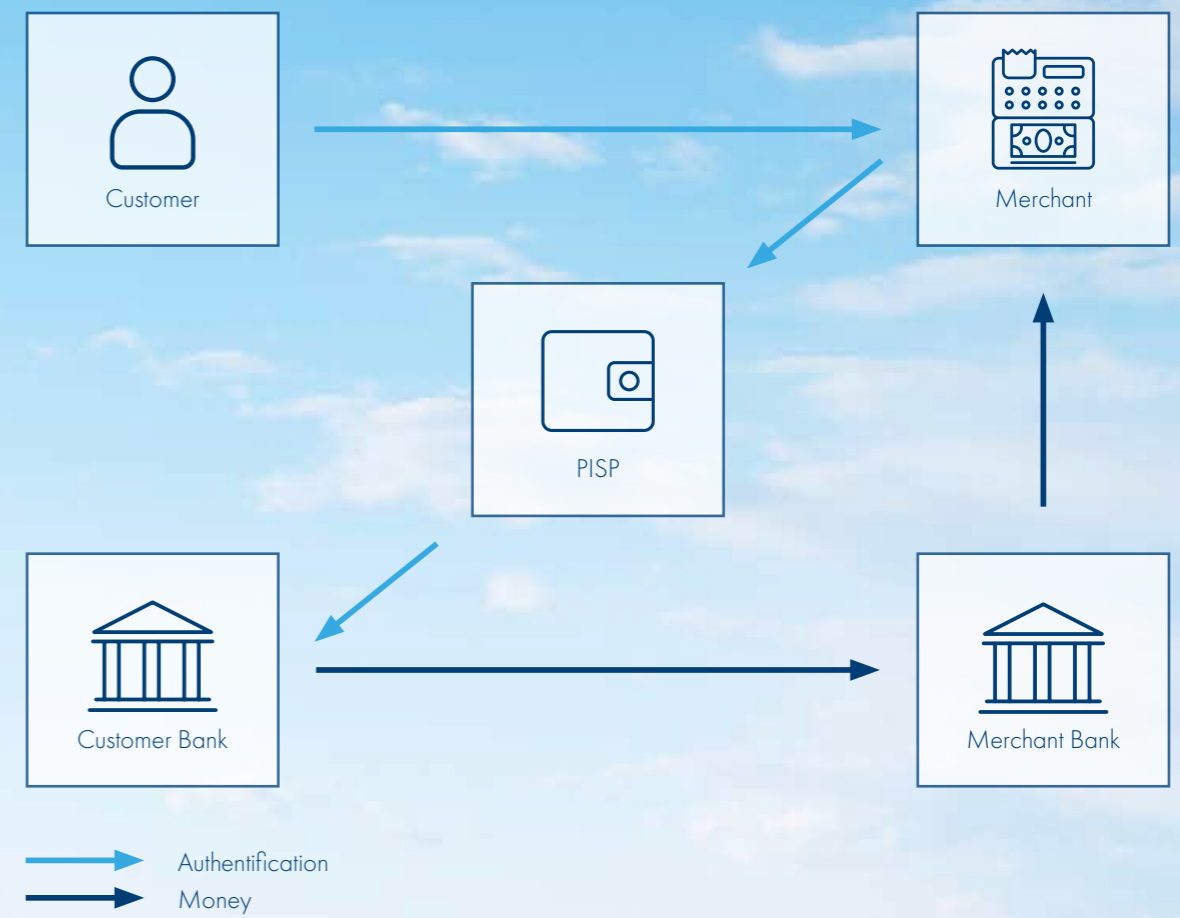 Customer
Merchant
PISP
Customer Bank
Merchant Bank
Authentification
Money